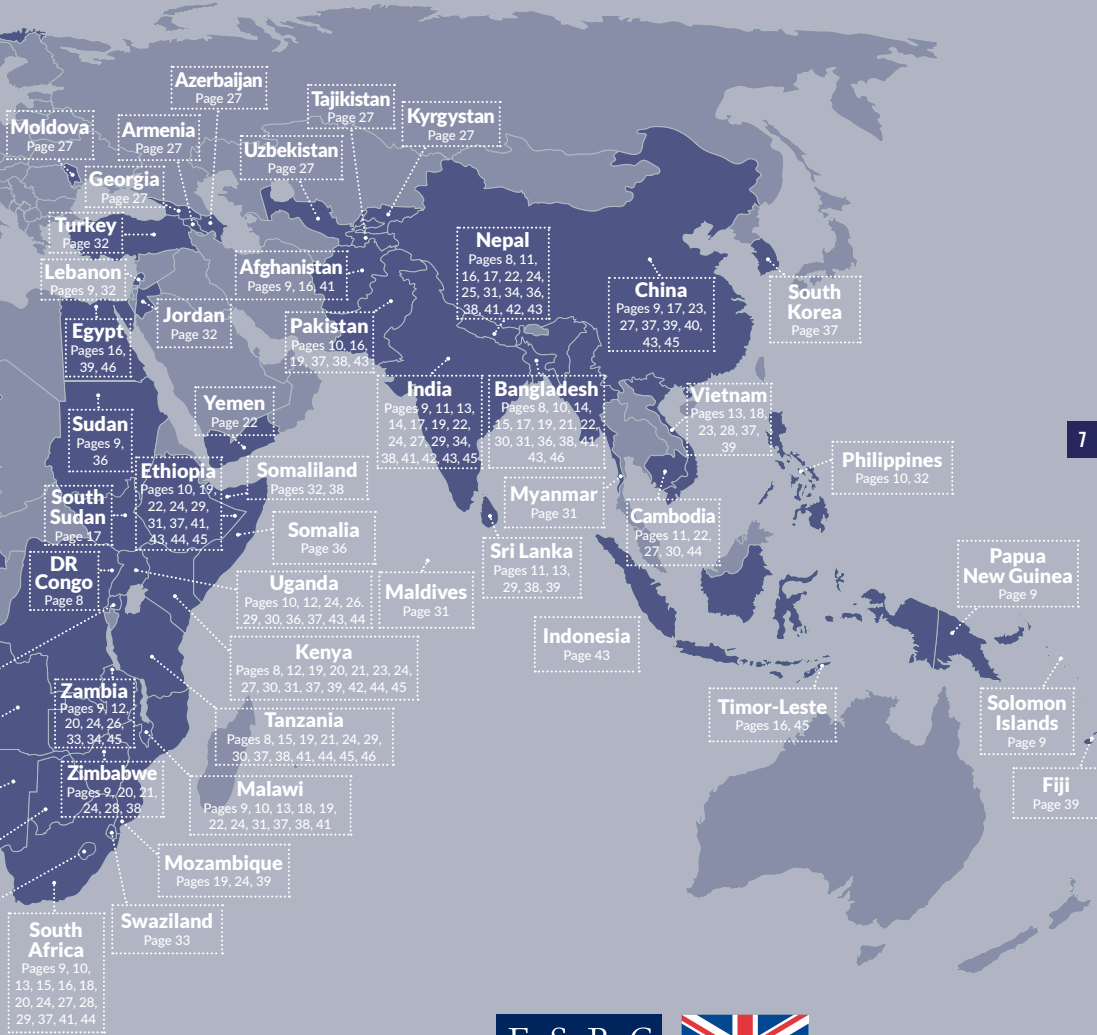 Azerbaijan
Page 27
Tajikistan
Page 27
Kyrgystan
Page 27
Moldova
Page 27
Armenia
Page 27
Uzbekistan
Page 27
Georgia
Page 27
Turkey
Page 32
Lebanon
Pages 9, 32
Afghanistan
Pages 9, 16, 41
Nepal
Pages 8, 11,
16, 17, 22, 24,
25, 31, 34, 36,
38, 41, 42, 43
China
Pages 9, 17, 23,
27, 37, 39, 40,
43, 45
South
Korea
Page 37
Jordan
Page 32
Egypt
Pages 16,
39, 46
Pakistan
Pages 10, 16,
19, 37, 38, 43
India
Pages 9, 11, 13,
14, 17, 19, 22,
24, 27, 29, 34,
38, 41, 42, 43, 45
Bangladesh
Pages 8, 10, 14,
15, 17, 19, 21, 22,
30, 31, 36, 38, 41,
43, 46
Vietnam
Pages 13, 18,
23, 28, 37,
39
Yemen
Page 22
Sudan
Pages 9,
36
7
Philippines
Pages 10, 32
Ethiopia
Pages 10, 19,
22, 24, 29,
31, 37, 41,
43, 44, 45
Somaliland
Pages 32, 38
South
Sudan
Page 17
Myanmar
Page 31
Cambodia
Pages 11, 22,
27, 30, 44
Somalia
Page 36
Sri Lanka
Pages 11, 13,
29, 38, 39
DR
Congo
Page 8
Uganda
Pages 10, 12, 24, 26.
29, 30, 36, 37, 43, 44
Maldives
Page 31
Papua
New Guinea
Page 9
Indonesia
Page 43
Kenya
Pages 8, 12, 19, 20, 21, 23, 24,
27, 30, 31, 37, 39, 42, 44, 45
Zambia
Pages 9, 12,
20, 24, 26,
33, 34, 45
Tanzania
Pages 8, 15, 19, 21, 24, 29,
30, 37, 38, 41, 44, 45, 46
Timor-Leste
Pages 16, 45
Solomon
Islands
Page 9
Zimbabwe
Pages 9, 20, 21,
24, 28, 38
Malawi
Pages 9, 10, 13, 18, 19,
22, 24, 31, 37, 38, 41
Fiji
Page 39
Mozambique
Pages 19, 24, 39
Swaziland
Page 33
South
Africa
Pages 9, 10,
13, 15, 16, 18,
20, 24, 27, 28,
29, 37, 41, 44
E S R C